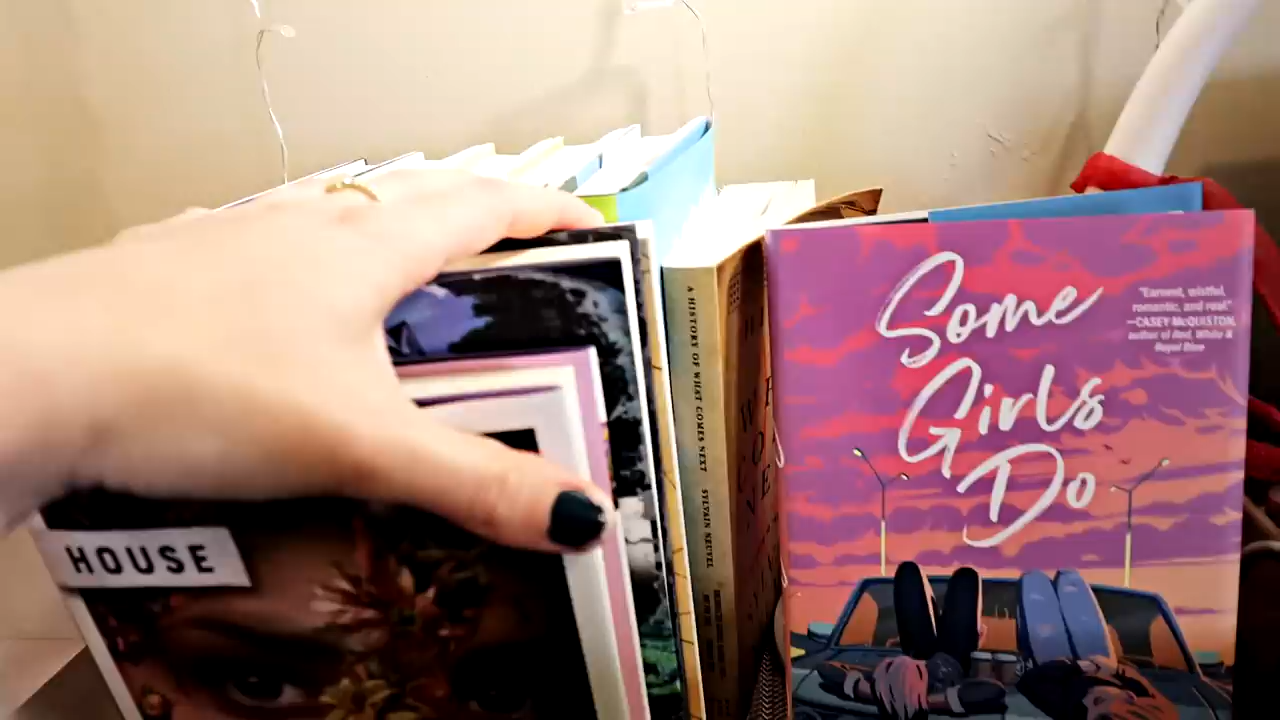 HOUSE
A HISTORY OF WHAT COMES NEXT
SYLVAIN NEUVEL
Some
Girls
Do
"Earnest, wistful,
romantic, and real."
—CASEY McQUISTON,
author of Red, White &
Royal Blue